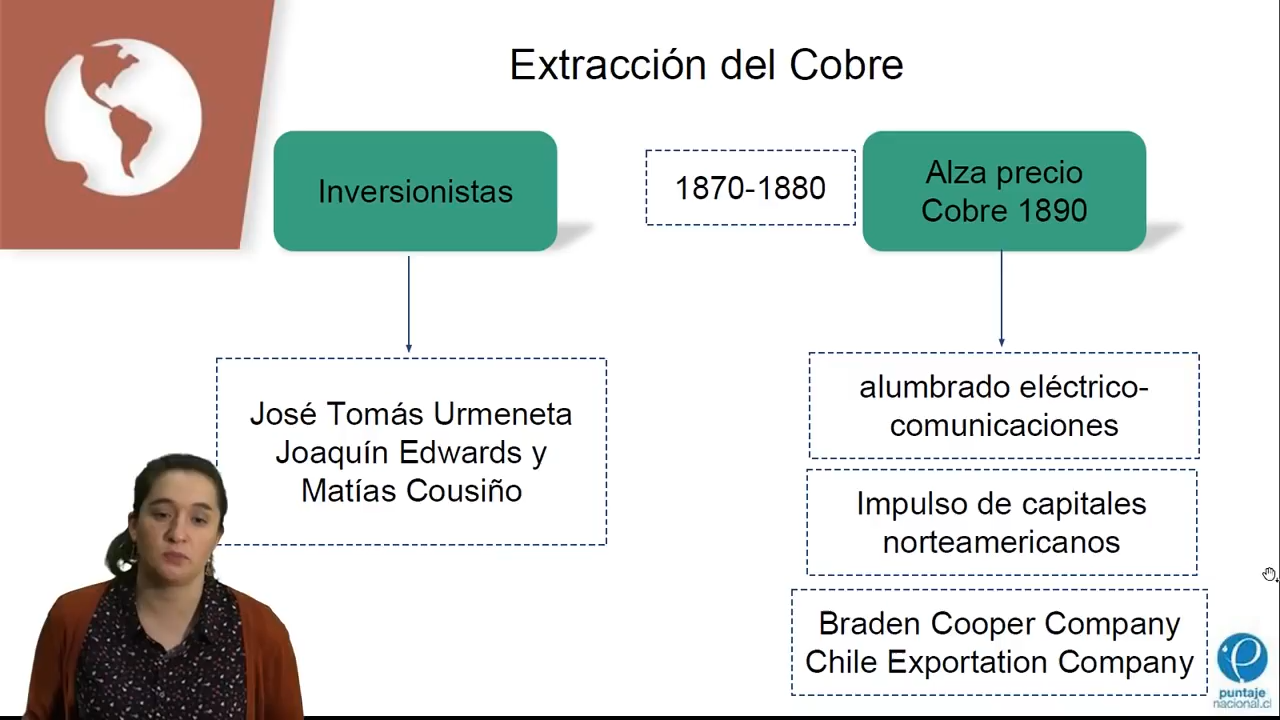 Extracción del Cobre
Inversionistas
1870-1880
Alza precio
Cobre 1890
José Tomás Urmeneta
Joaquín Edwards y
Matías Cousiño
alumbrado eléctrico-
comunicaciones
Impulso de capitales
norteamericanos
Braden Cooper Company
Chile Exportation Company
puntaje
nacional.cl